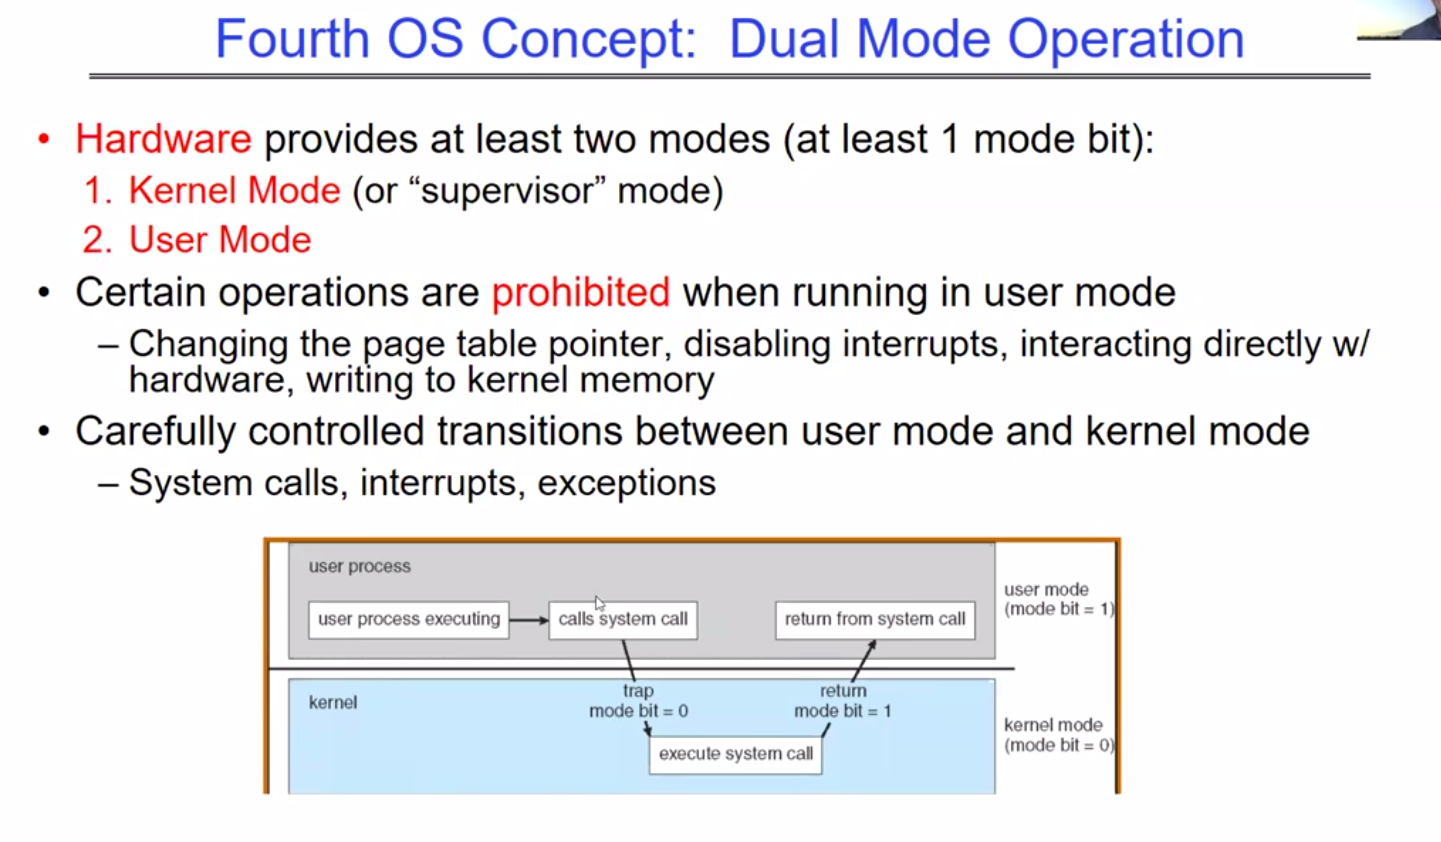 Fourth OS Concept: Dual Mode Operation
• Hardware provides at least two modes (at least 1 mode bit):
1. Kernel Mode (or “supervisor” mode)
2. User Mode
• Certain operations are prohibited when running in user mode
– Changing the page table pointer, disabling interrupts, interacting directly w/
hardware, writing to kernel memory
• Carefully controlled transitions between user mode and kernel mode
– System calls, interrupts, exceptions
user process
user process executing
calls system call
return from system call
user mode
(mode bit = 1)
kernel
trap
mode bit = 0
return
mode bit = 1
execute system call
kernel mode
(mode bit = 0)